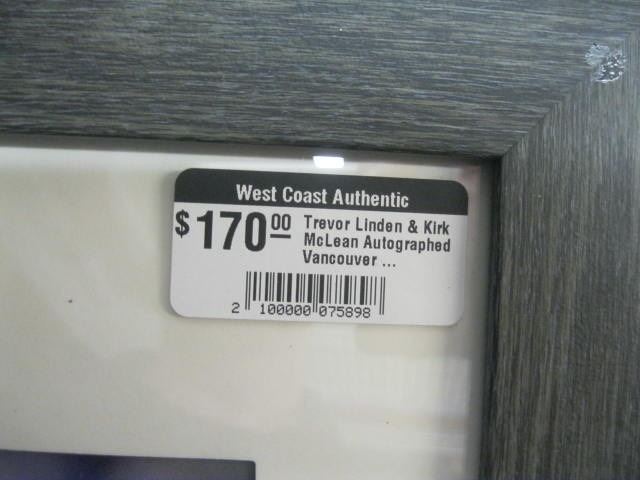 West Coast Authentic
$170.00 Trevor Linden & Kirk
McLean Autographed
Vancouver ...
2 100000 075898